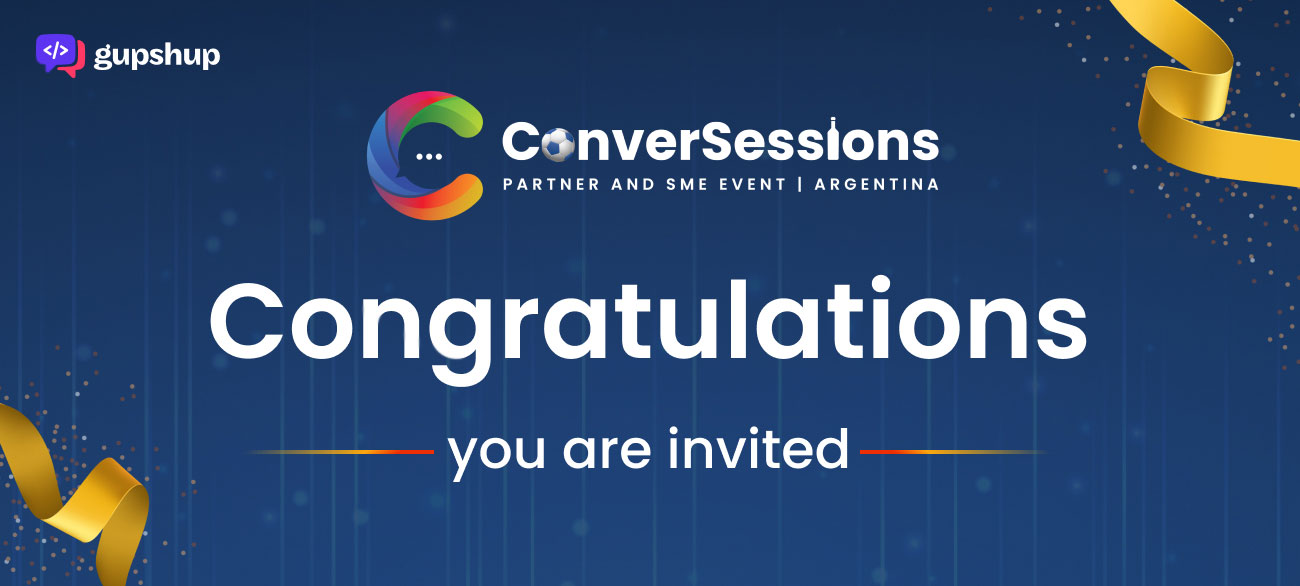 gupshup
ConverSessions
PARTNER AND SME EVENT | ARGENTINA
Congratulations
you are invited